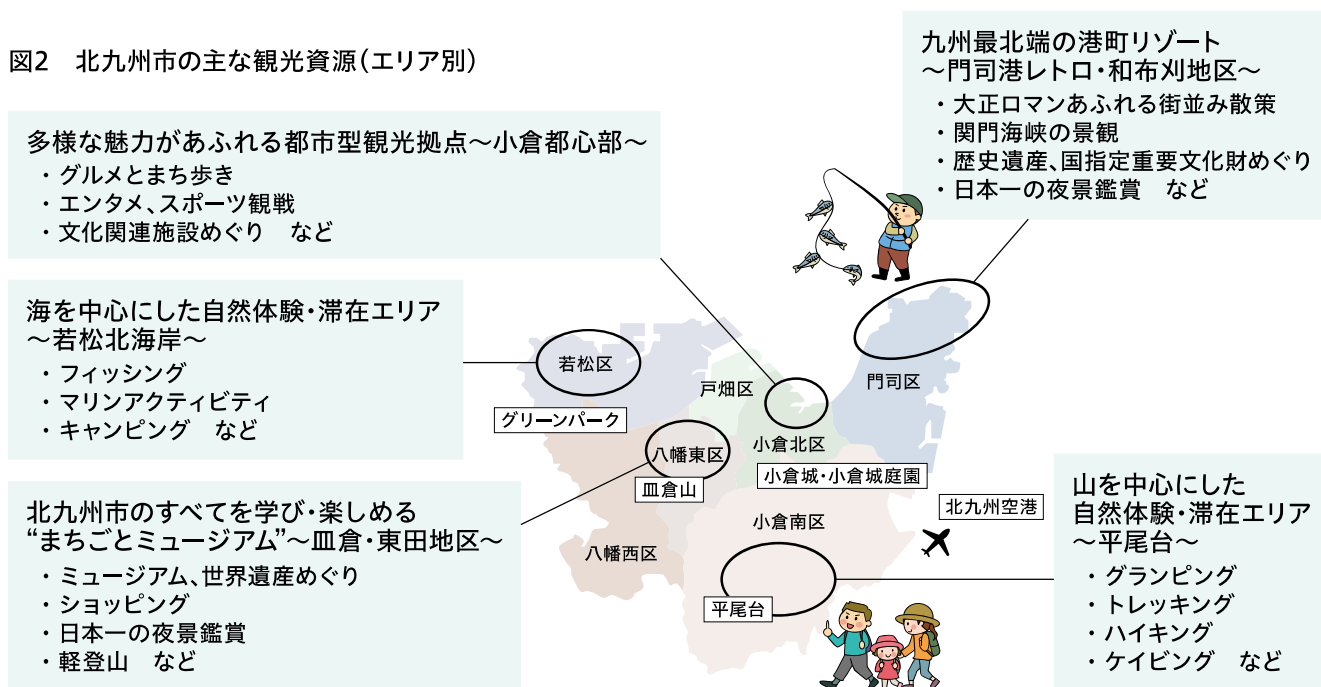 図2　北九州市の主な観光資源（エリア別）
多様な魅力があふれる都市型観光拠点～小倉都心部～
・グルメとまち歩き
・エンタメ、スポーツ観戦
・文化関連施設めぐり　など
海を中心にした自然体験・滞在エリア
～若松北海岸～
・フィッシング
・マリンアクティビティ
・キャンピング　など
北九州市のすべてを学び・楽しめる
“まちごとミュージアム”～皿倉・東田地区～
・ミュージアム、世界遺産めぐり
・ショッピング
・日本一の夜景鑑賞
・軽登山　など
九州最北端の港町リゾート
～門司港レトロ・和布刈地区～
・大正ロマンあふれる街並み散策
・関門海峡の景観
・歴史遺産、国指定重要文化財めぐり
・日本一の夜景鑑賞　など
山を中心にした
自然体験・滞在エリア
～平尾台～
・グランピング
・トレッキング
・ハイキング
・ケイビング　など
若松区
グリーンパーク
戸畑区
門司区
八幡東区
皿倉山
小倉北区
小倉城・小倉城庭園
北九州空港
小倉南区
八幡西区
平尾台